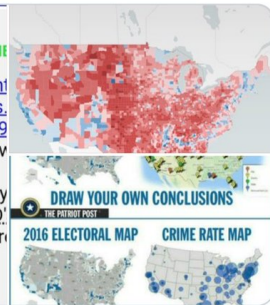 DRAW YOUR OWN CONCLUSIONS
THE PATRIOT POST
2016 ELECTORAL MAP
CRIME RATE MAP